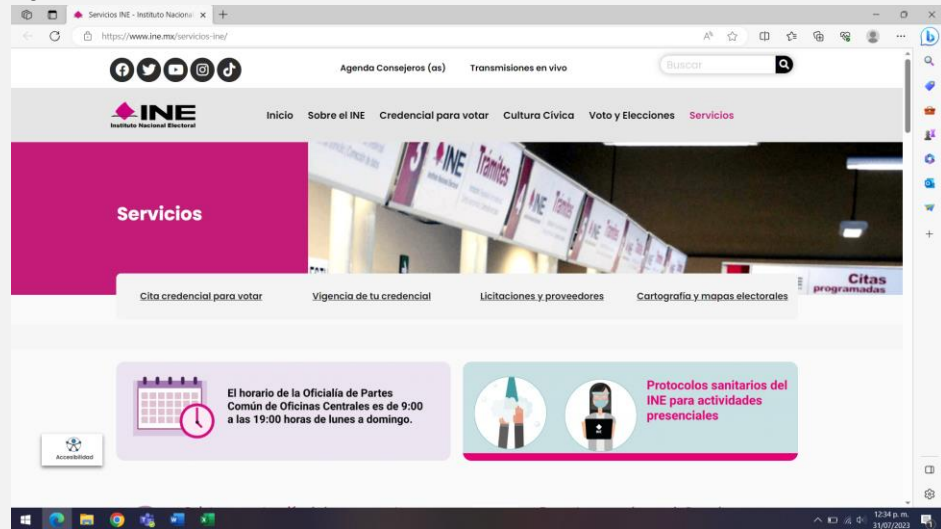 Servicios INE - Instituto Nacion
https://www.ine.mx/servicios-ine/
Agenda Consejeros (as)
Transmisiones en vivo
Buscar
INE
Instituto Nacional Electoral
Inicio
Sobre el INE
Credencial para votar
Cultura Cívica
Voto y Elecciones
Servicios
Servicios
3
INE
Trámites
INE
Trámites
Citas
programadas
Cita credencial para votar
Vigencia de tu credencial
Licitaciones y proveedores
Cartografía y mapas electorales
El horario de la Oficialía de Partes
Común de Oficinas Centrales es de 9:00
a las 19:00 horas de lunes a domingo.
Protocolos sanitarios del
INE para actividades
presenciales
Accesibilidad
12:34 p. m.
31/07/2023